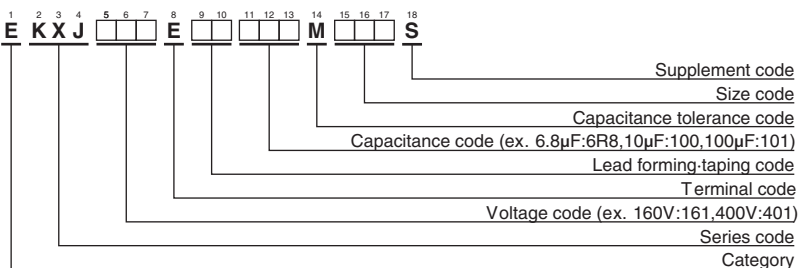 1 2 3 4 5 6 7 8 9 10 11 12 13 14 15 16 17 18
E KXJ □□□ E □□ □□□ M □□□ S
Supplement code
Size code
Capacitance tolerance code
Capacitance code (ex. 6.8μF:6R8,10μF:100,100μF:101)
Lead forming·taping code
Terminal code
Voltage code (ex. 160V:161,400V:401)
Series code
Category